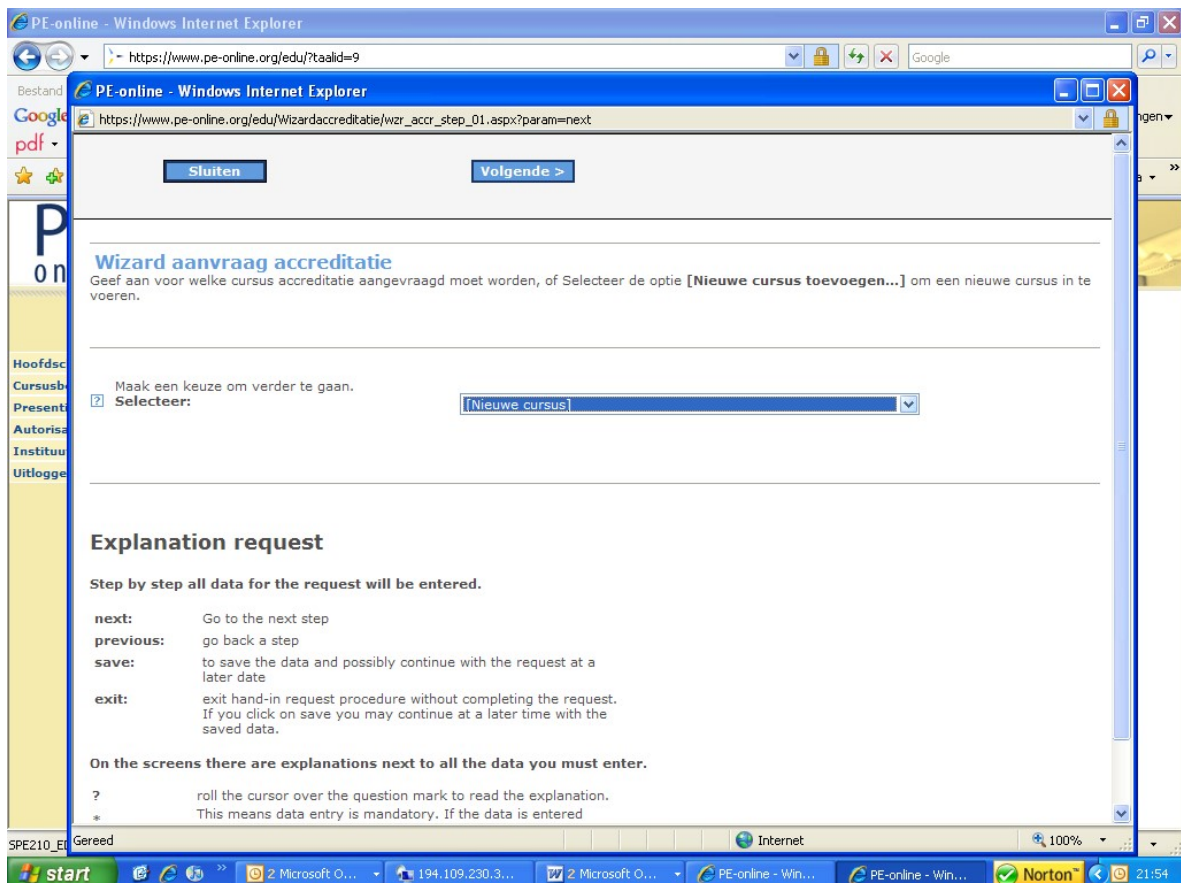 PE-online - Windows Internet Explorer
https://www.pe-online.org/edu/?taalid=9
Google
Bestand
Google
pdf
ngen
P
on
Hoofdsc
Cursusb
Presenti
Autorisa
Instituu
Uitlogge
PE-online - Windows Internet Explorer
https://www.pe-online.org/edu/Wizardaccreditatie/wzr_accr_step_01.aspx?param=next
Sluiten Volgende >
Wizard aanvraag accreditatie
Geef aan voor welke cursus accreditatie aangevraagd moet worden, of Selecteer de optie [Nieuwe cursus toevoegen...] om een nieuwe cursus in te
voeren.
Maak een keuze om verder te gaan.
? Selecteer: [Nieuwe cursus]
Explanation request
Step by step all data for the request will be entered.
next: Go to the next step
previous: go back a step
save: to save the data and possibly continue with the request at a
later date
exit: exit hand-in request procedure without completing the request.
If you click on save you may continue at a later time with the
saved data.
On the screens there are explanations next to all the data you must enter.
? roll the cursor over the question mark to read the explanation.
* This means data entry is mandatory. If the data is entered
Gereed Internet 100%
SPE210_E
start 2 Microsoft O... 194.109.230.3... 2 Microsoft O... PE-online - Win... PE-online - Win... Norton™ 21:54